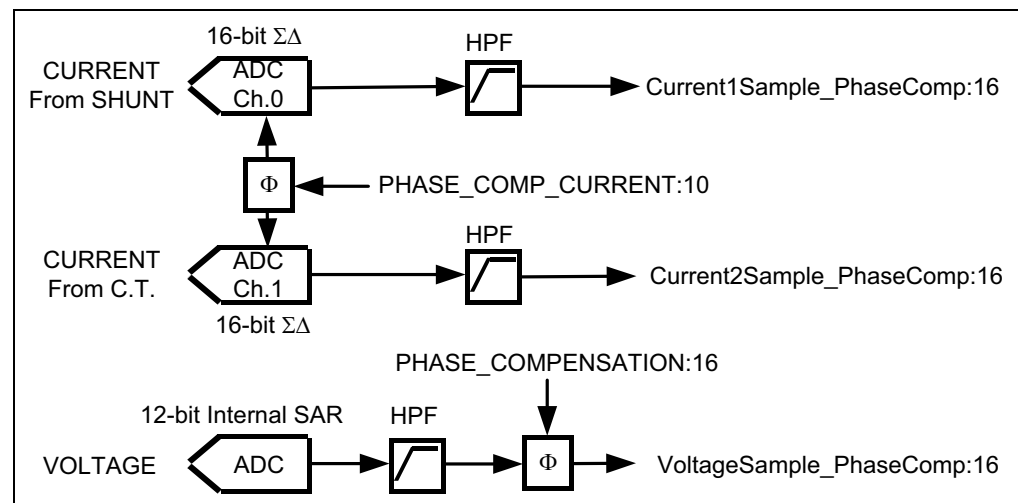 16-bit ΣΔ
CURRENT
From SHUNT
ADC
Ch.0
HPF
Current1Sample_PhaseComp:16
Φ
PHASE_COMP_CURRENT:10
CURRENT
From C.T.
ADC
Ch.1
HPF
Current2Sample_PhaseComp:16
16-bit ΣΔ
PHASE_COMPENSATION:16
12-bit Internal SAR
HPF
VOLTAGE
ADC
Φ
VoltageSample_PhaseComp:16